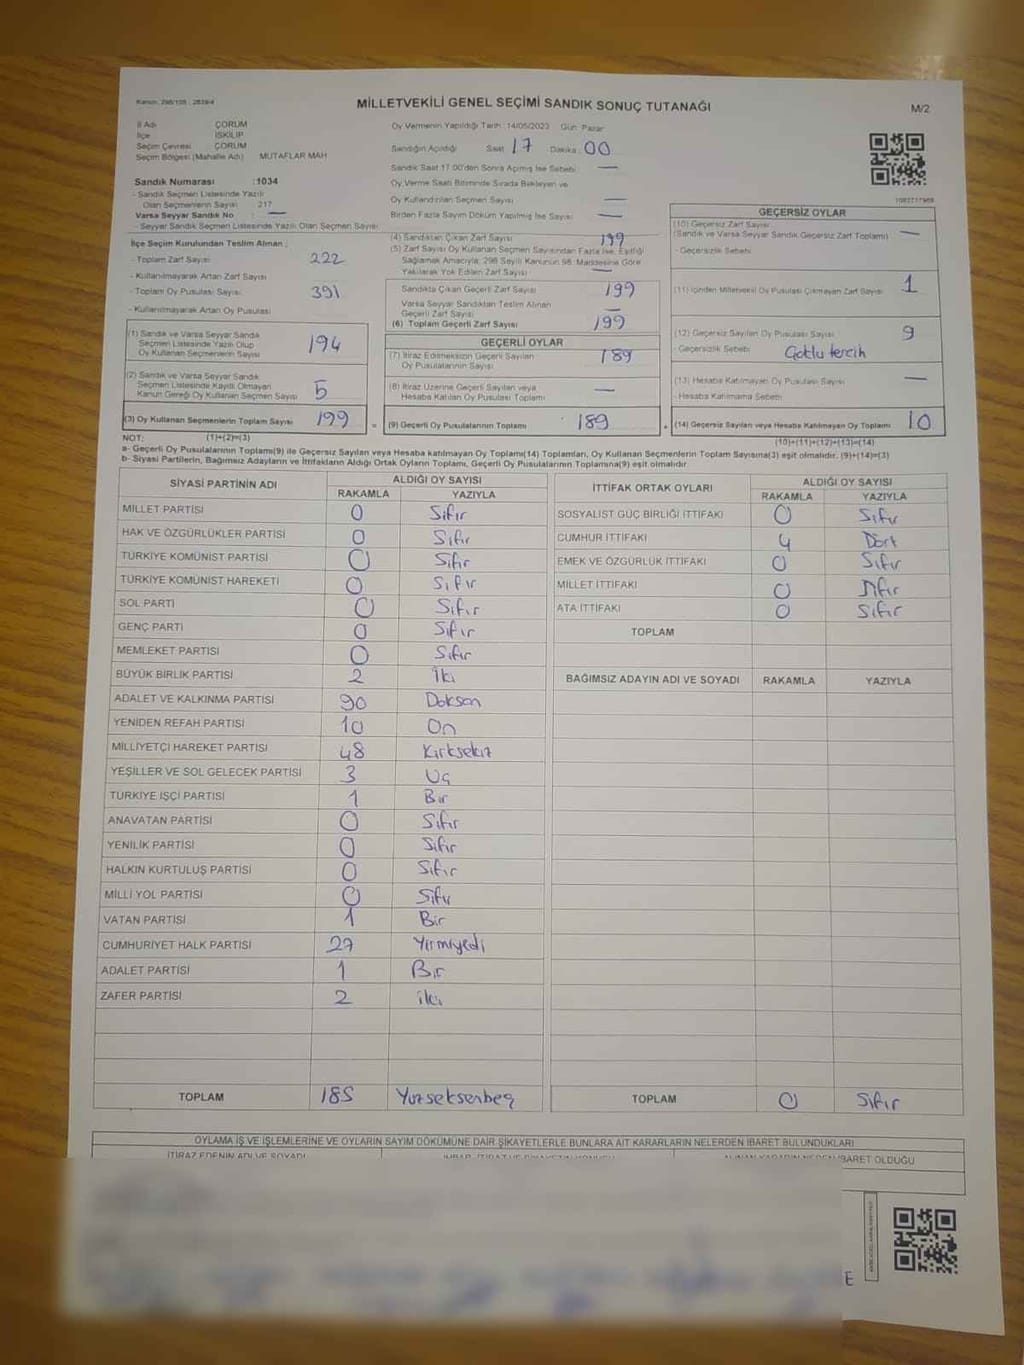 Kanun: 298/105 : 2839/4
MİLLETVEKİLİ GENEL SEÇİMİ SANDIK SONUÇ TUTANAĞI
M/2
İl Adı ÇORUM
İlçe İSKİLİP
Seçim Çevresi ÇORUM
Seçim Bölgesi (Mahalle Adı) MUTAFLAR MAH
Sandık Numarası :1034
- Sandık Seçmen Listesinde Yazılı
Olan Seçmenlerin Sayısı : 217
Varsa Seyyar Sandık No : —
- Seyyar Sandık Seçmen Listesinde Yazılı Olan Seçmen Sayısı
Oy Vermenin Yapıldığı Tarih :14/05/2023 Gün: Pazar
Sandığın Açıldığı Saat 17 Dakika: 00
Sandık Saat 17:00'den Sonra Açılmış İse Sebebi: —
Oy Verme Saati Bitiminde Sırada Bekleyen ve
Oy Kullandırılan Seçmen Sayısı —
Birden Fazla Sayım Döküm Yapılmış İse Sayısı —
İlçe Seçim Kurulundan Teslim Alınan :
- Toplam Zarf Sayısı 222
- Kullanılmayarak Artan Zarf Sayısı
- Toplam Oy Pusulası Sayısı 391
- Kullanılmayarak Artan Oy Pusulası
(1) Sandık ve Varsa Seyyar Sandık
Seçmen Listesinde Yazılı Olup
Oy Kullanan Seçmenlerin Sayısı 194
(2) Sandık ve Varsa Seyyar Sandık
Seçmen Listesinde Kayıtlı Olmayan
Kanun Gereği Oy Kullanan Seçmen Sayısı 5
(3) Oy Kullanan Seçmenlerin Toplam Sayısı 199
(4) Sandıktan Çıkan Zarf Sayısı 199
(5) Zarf Sayısı Oy Kullanan Seçmen Sayısından Fazla İse, Eşitliği
Sağlamak Amacıyla, 298 Sayılı Kanunun 98. Maddesine Göre
Yakılarak Yok Edilen Zarf Sayısı —
Sandıkta Çıkan Geçerli Zarf Sayısı 199
Varsa Seyyar Sandıktan Teslim Alınan
Geçerli Zarf Sayısı —
(6) Toplam Geçerli Zarf Sayısı 199
GEÇERLİ OYLAR
(7) İtiraz Edilmeksizin Geçerli Sayılan
Oy Pusulalarının Sayısı 189
(8) İtiraz Üzerine Geçerli Sayılan veya
Hesaba Katılan Oy Pusulası Toplamı —
= (9) Geçerli Oy Pusulalarının Toplamı 189
GEÇERSİZ OYLAR
(10) Geçersiz Zarf Sayısı
(Sandık ve Varsa Seyyar Sandık Geçersiz Zarf Toplamı) —
- Geçersizlik Sebebi:
(11) İçinden Milletvekili Oy Pusulası Çıkmayan Zarf Sayısı 1
(12) Geçersiz Sayılan Oy Pusulası Sayısı 9
- Geçersizlik Sebebi: Çoklu tercih
(13) Hesaba Katılmayan Oy Pusulası Sayısı —
- Hesaba Katılmama Sebebi:
+ (14) Geçersiz Sayılan veya Hesaba Katılmayan Oy Toplamı 10
NOT: (1)+(2)=(3)
(10)+(11)+(12)+(13)=(14)
a- Geçerli Oy Pusulalarının Toplamı(9) ile Geçersiz Sayılan veya Hesaba katılmayan Oy Toplamı(14) Toplamları, Oy Kullanan Seçmenlerin Toplam Sayısına(3) eşit olmalıdır. (9)+(14)=(3)
b- Siyasi Partilerin, Bağımsız Adayların ve İttifakların Aldığı Ortak Oyların Toplamı, Geçerli Oy Pusulalarının Toplamına(9) eşit olmalıdır.
SİYASİ PARTİNİN ADI ALDIĞI OY SAYISI
RAKAMLA YAZIYLA
MİLLET PARTİSİ 0 Sıfır
HAK VE ÖZGÜRLÜKLER PARTİSİ 0 Sıfır
TÜRKİYE KOMÜNİST PARTİSİ 0 Sıfır
TÜRKİYE KOMÜNİST HAREKETİ 0 Sıfır
SOL PARTİ 0 Sıfır
GENÇ PARTİ 0 Sıfır
MEMLEKET PARTİSİ 0 Sıfır
BÜYÜK BİRLİK PARTİSİ 2 İki
ADALET VE KALKINMA PARTİSİ 90 Doksan
YENİDEN REFAH PARTİSİ 10 On
MİLLİYETÇİ HAREKET PARTİSİ 48 Kırksekiz
YEŞİLLER VE SOL GELECEK PARTİSİ 3 Üç
TÜRKİYE İŞÇİ PARTİSİ 1 Bir
ANAVATAN PARTİSİ 0 Sıfır
YENİLİK PARTİSİ 0 Sıfır
HALKIN KURTULUŞ PARTİSİ 0 Sıfır
MİLLİ YOL PARTİSİ 0 Sıfır
VATAN PARTİSİ 1 Bir
CUMHURİYET HALK PARTİSİ 27 Yirmiyedi
ADALET PARTİSİ 1 Bir
ZAFER PARTİSİ 2 iki
TOPLAM 185 Yüzseksenbeş
İTTİFAK ORTAK OYLARI ALDIĞI OY SAYISI
RAKAMLA YAZIYLA
SOSYALİST GÜÇ BİRLİĞİ İTTİFAKI 0 Sıfır
CUMHUR İTTİFAKI 4 Dört
EMEK VE ÖZGÜRLÜK İTTİFAKI 0 Sıfır
MİLLET İTTİFAKI 0 Sıfır
ATA İTTİFAKI 0 Sıfır
TOPLAM
BAĞIMSIZ ADAYIN ADI VE SOYADI RAKAMLA YAZIYLA
TOPLAM 0 Sıfır
OYLAMA İŞ VE İŞLEMLERİNE VE OYLARIN SAYIM DÖKÜMÜNE DAİR ŞİKAYETLERLE BUNLARA AİT KARARLARIN NELERDEN İBARET BULUNDUKLARI
İTİRAZ EDENİN ADI VE SOYADI
İBARET OLDUĞU
E